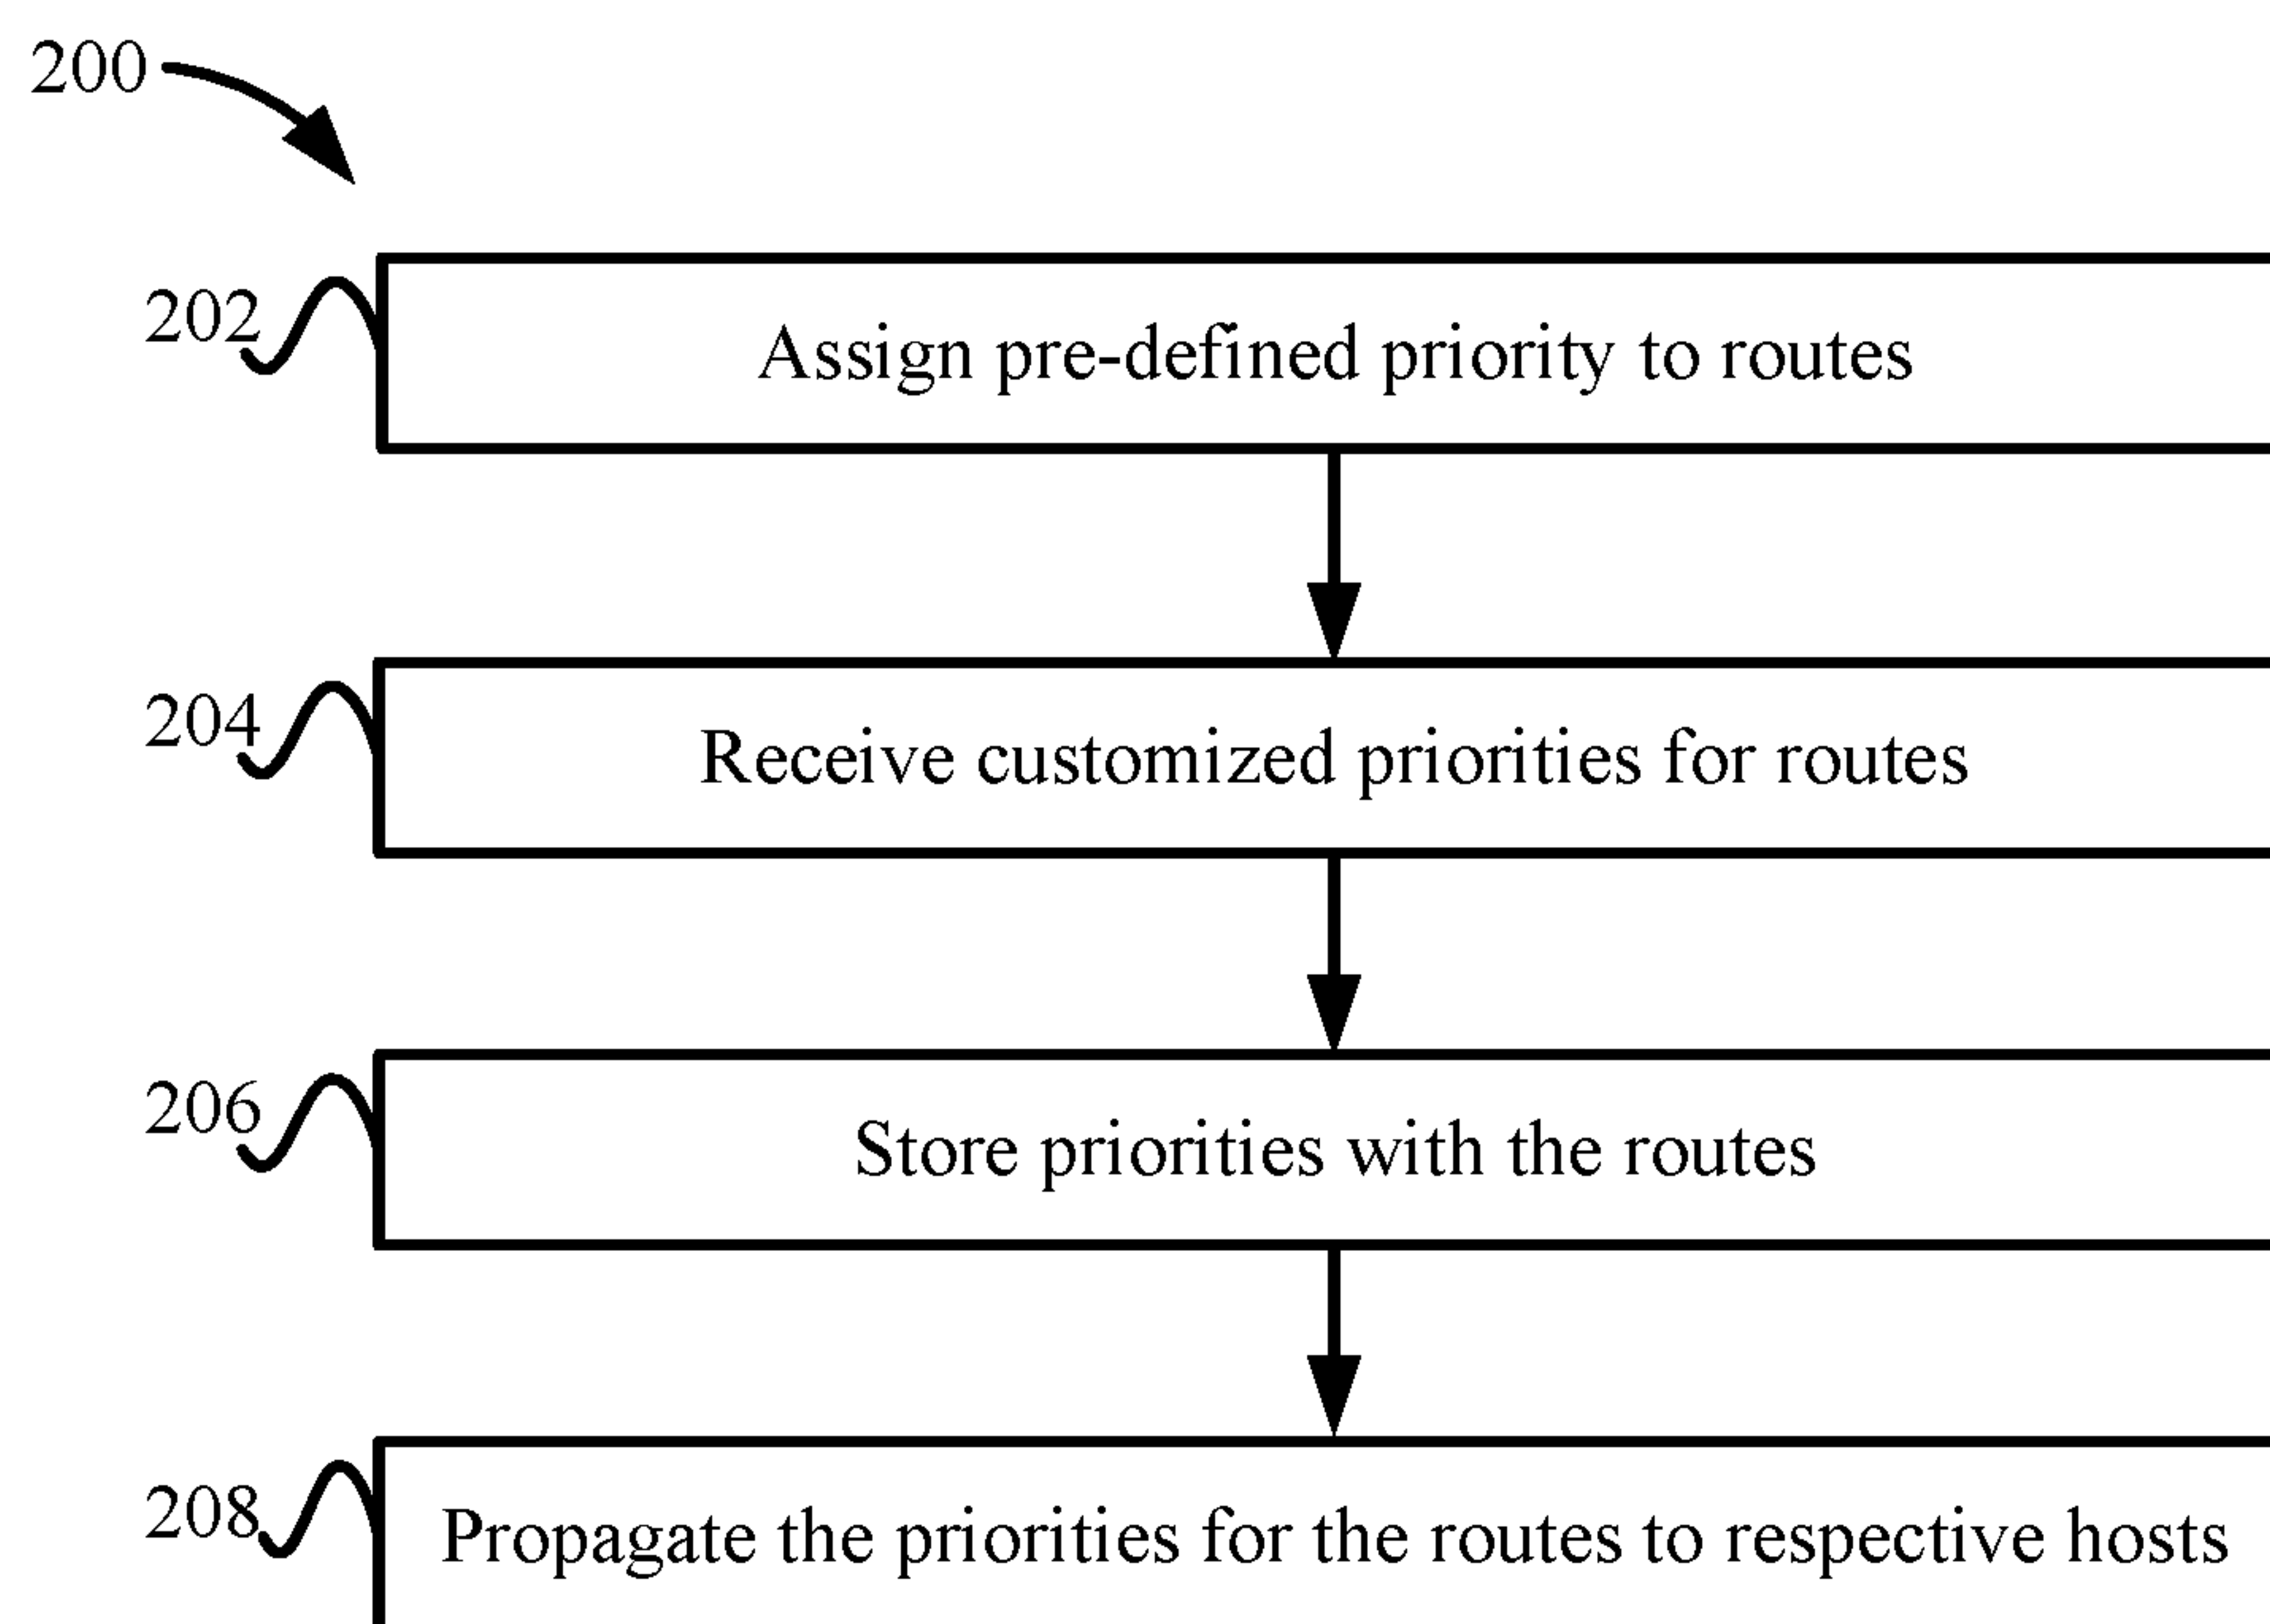 200
202
Assign pre-defined priority to routes
204
Receive customized priorities for routes
206
Store priorities with the routes
208
Propagate the priorities for the routes to respective hosts